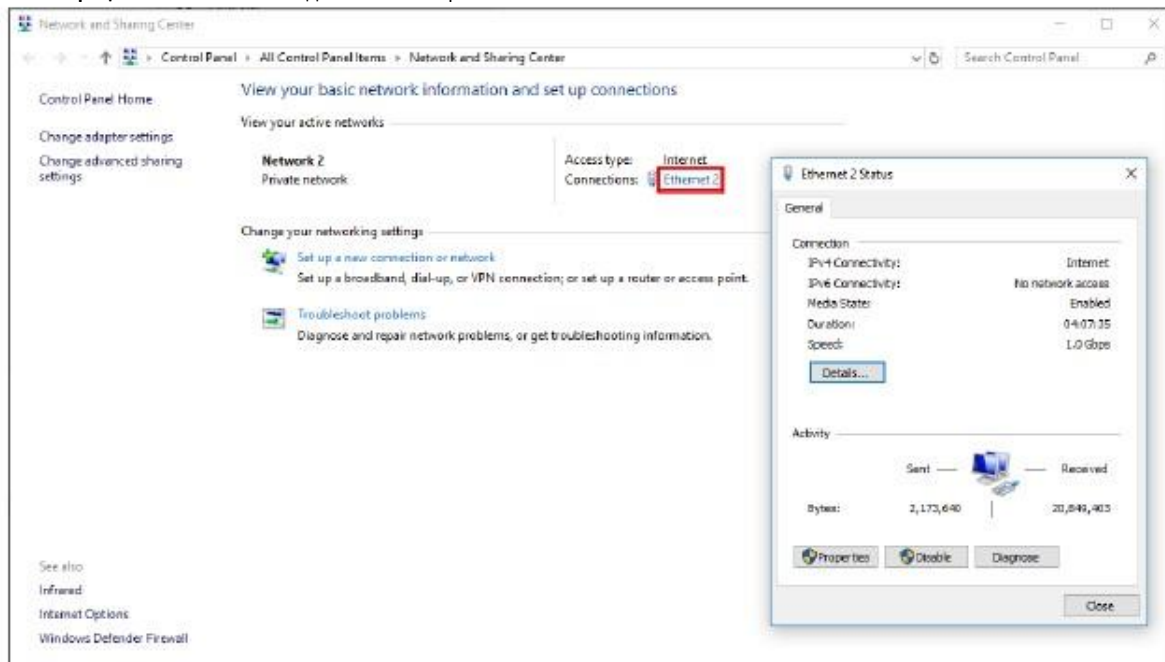 Network and Sharing Center
Control Panel > All Control Panel Items > Network and Sharing Center
Search Control Panel
Control Panel Home
Change adapter settings
Change advanced sharing
settings
View your basic network information and set up connections
View your active networks
Network 2
Private network
Access type: Internet
Connections: Ethernet 2
Change your networking settings
Set up a new connection or network
Set up a broadband, dial-up, or VPN connection; or set up a router or access point.
Troubleshoot problems
Diagnose and repair network problems, or get troubleshooting information.
See also
Infrared
Internet Options
Windows Defender Firewall
Ethernet 2 Status
General
Connection
IPv4 Connectivity: Internet
IPv6 Connectivity: No network access
Media State: Enabled
Duration: 04:07:35
Speed: 1.0 Gbps
Details...
Activity
Sent — — Received
Bytes: 2,173,640 | 20,849,403
Properties Disable Diagnose
Close